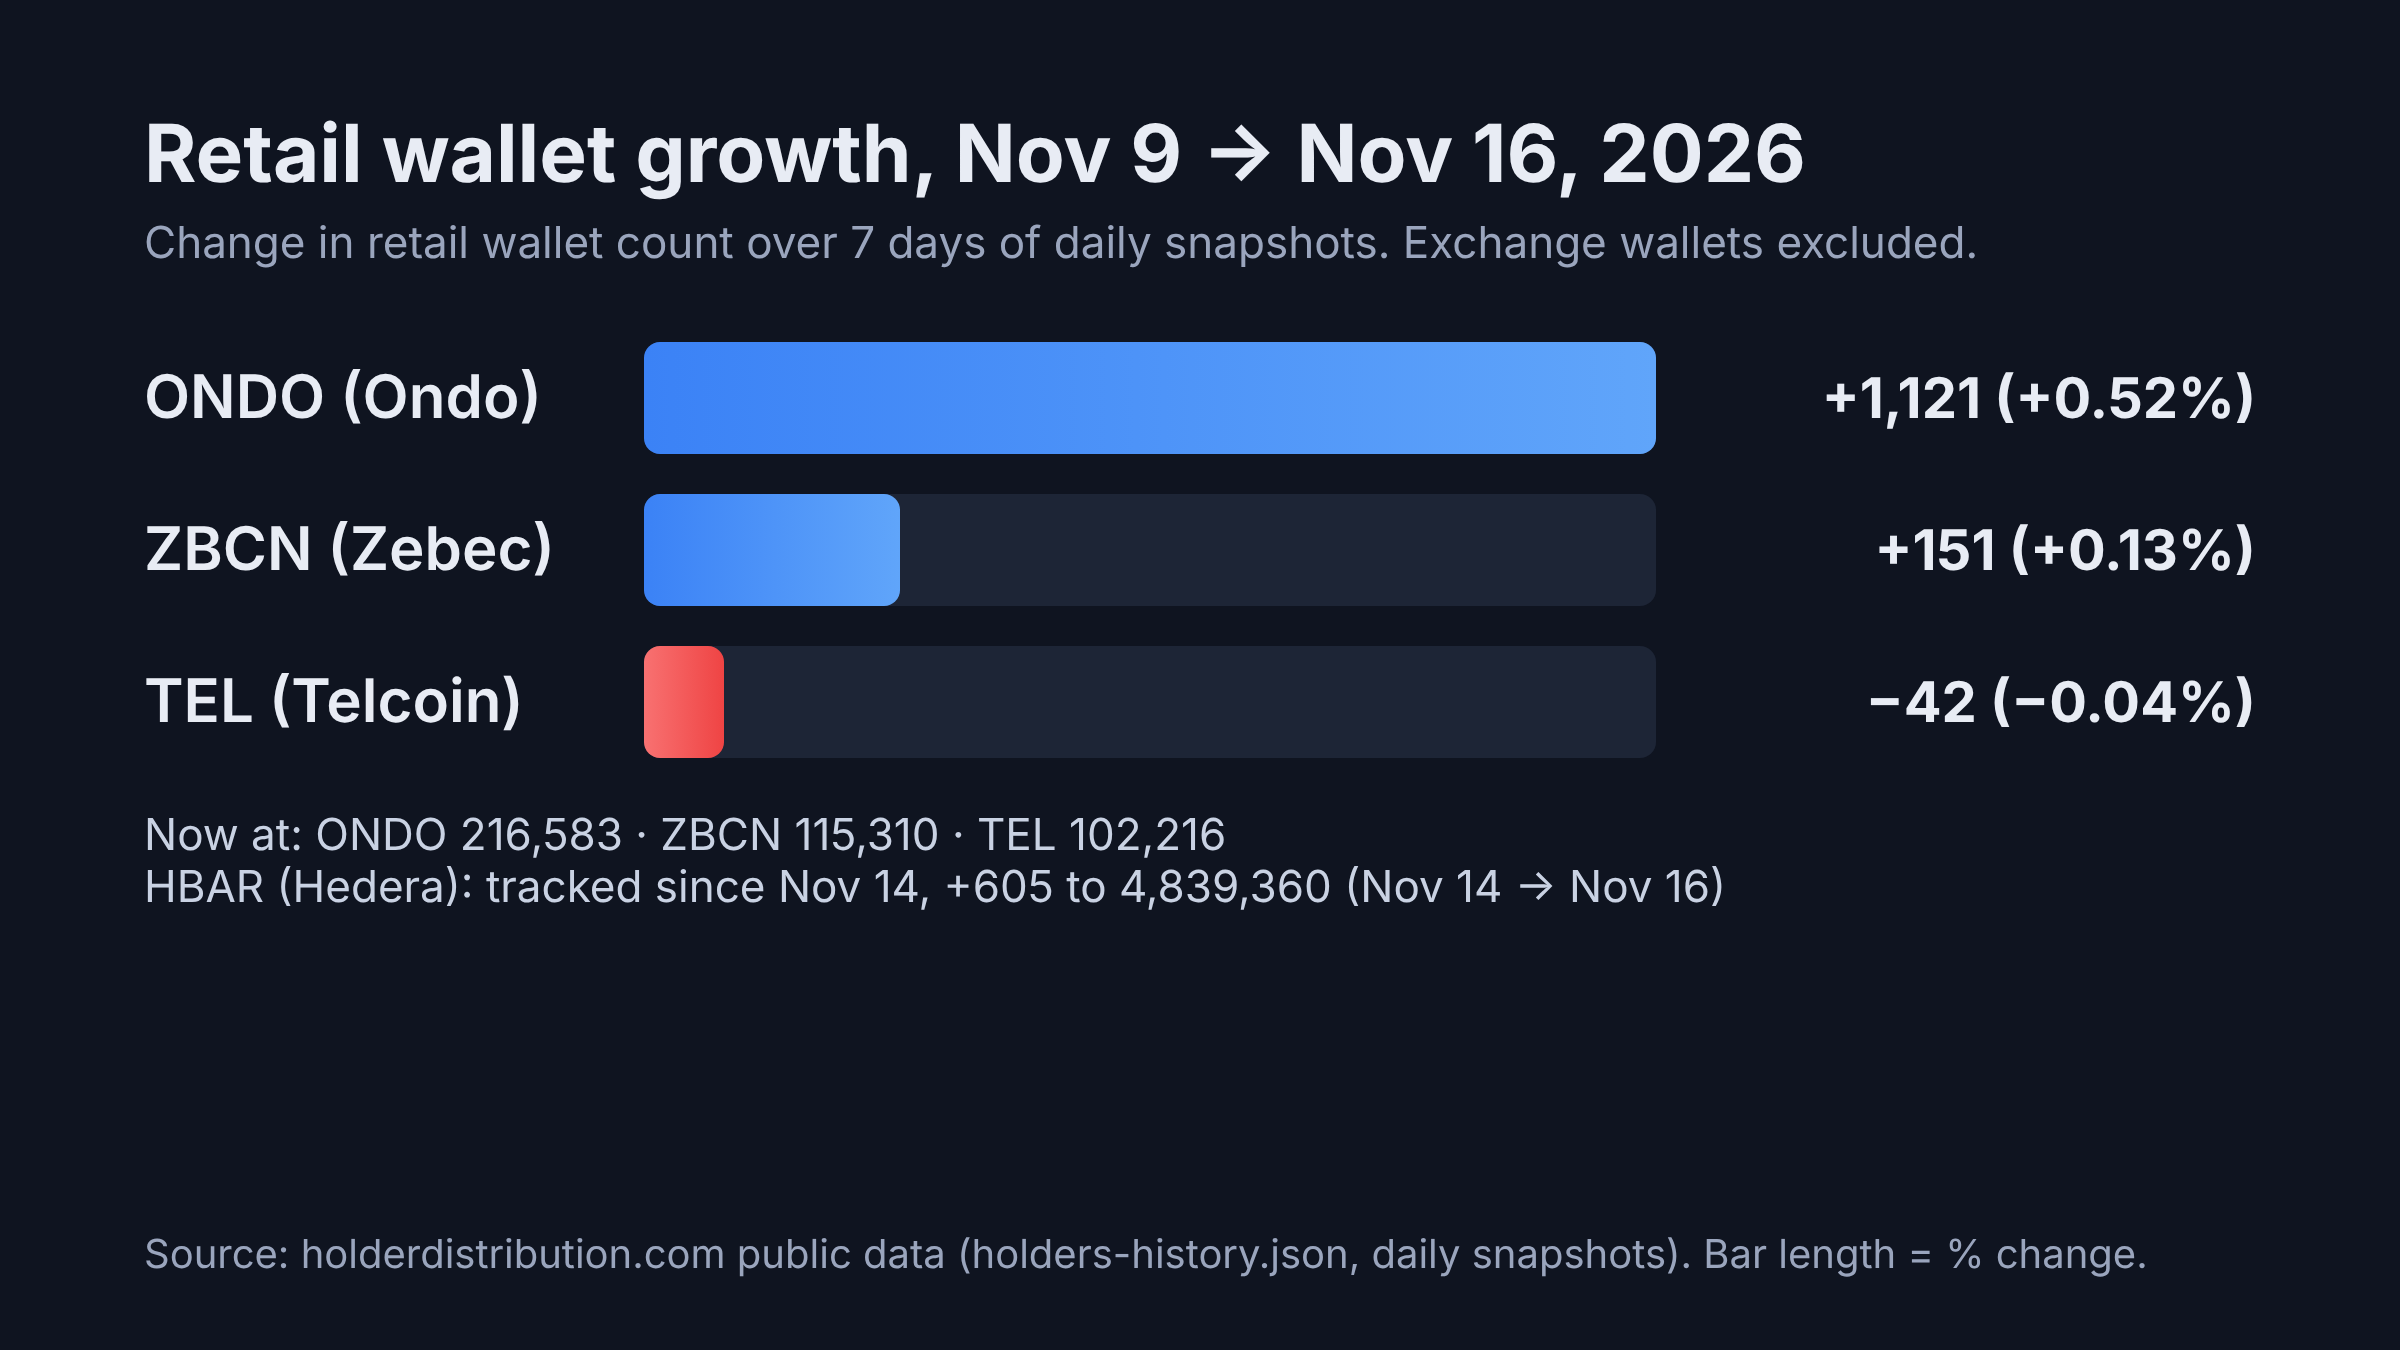 Retail wallet growth, Nov 9 → Nov 16, 2026
Change in retail wallet count over 7 days of daily snapshots. Exchange wallets excluded.
ONDO (Ondo) +1,121 (+0.52%)
ZBCN (Zebec) +151 (+0.13%)
TEL (Telcoin) −42 (−0.04%)
Now at: ONDO 216,583 · ZBCN 115,310 · TEL 102,216
HBAR (Hedera): tracked since Nov 14, +605 to 4,839,360 (Nov 14 → Nov 16)
Source: holderdistribution.com public data (holders-history.json, daily snapshots). Bar length = % change.